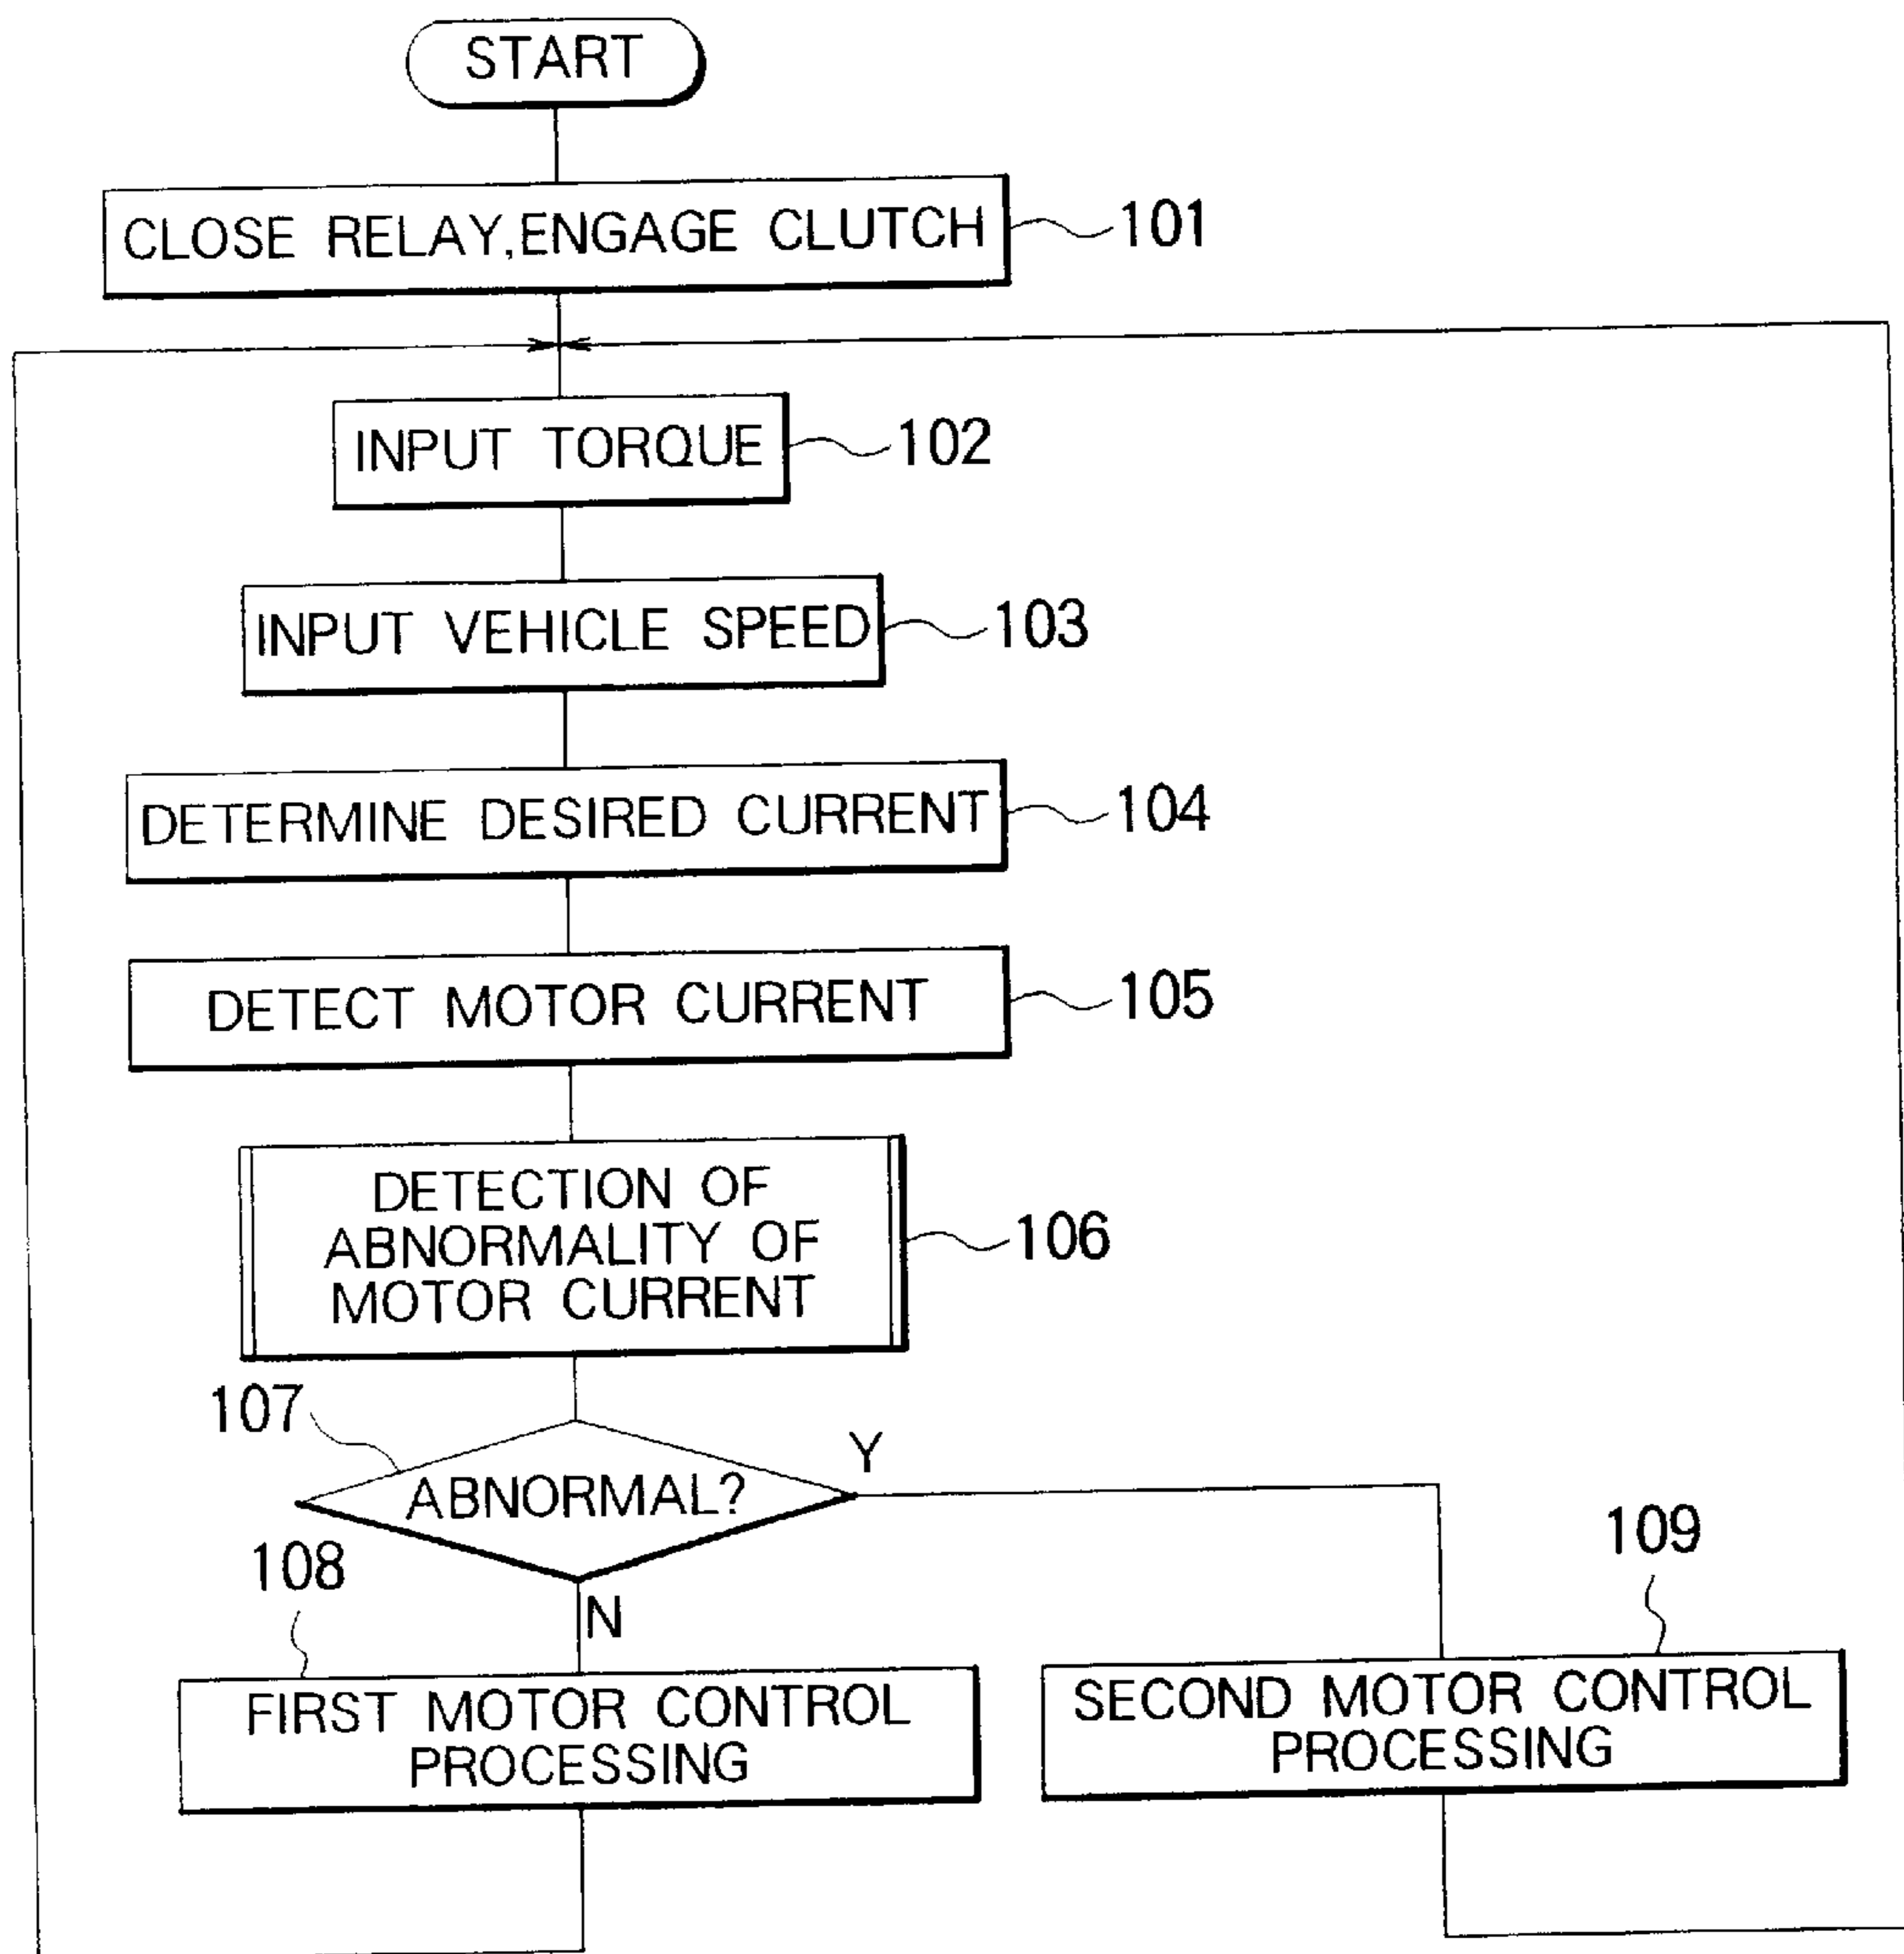 START
CLOSE RELAY,ENGAGE CLUTCH
101
INPUT TORQUE
102
INPUT VEHICLE SPEED
103
DETERMINE DESIRED CURRENT
104
DETECT MOTOR CURRENT
105
DETECTION OF
ABNORMALITY OF
MOTOR CURRENT
106
107
ABNORMAL?
Y
N
108
FIRST MOTOR CONTROL
PROCESSING
109
SECOND MOTOR CONTROL
PROCESSING